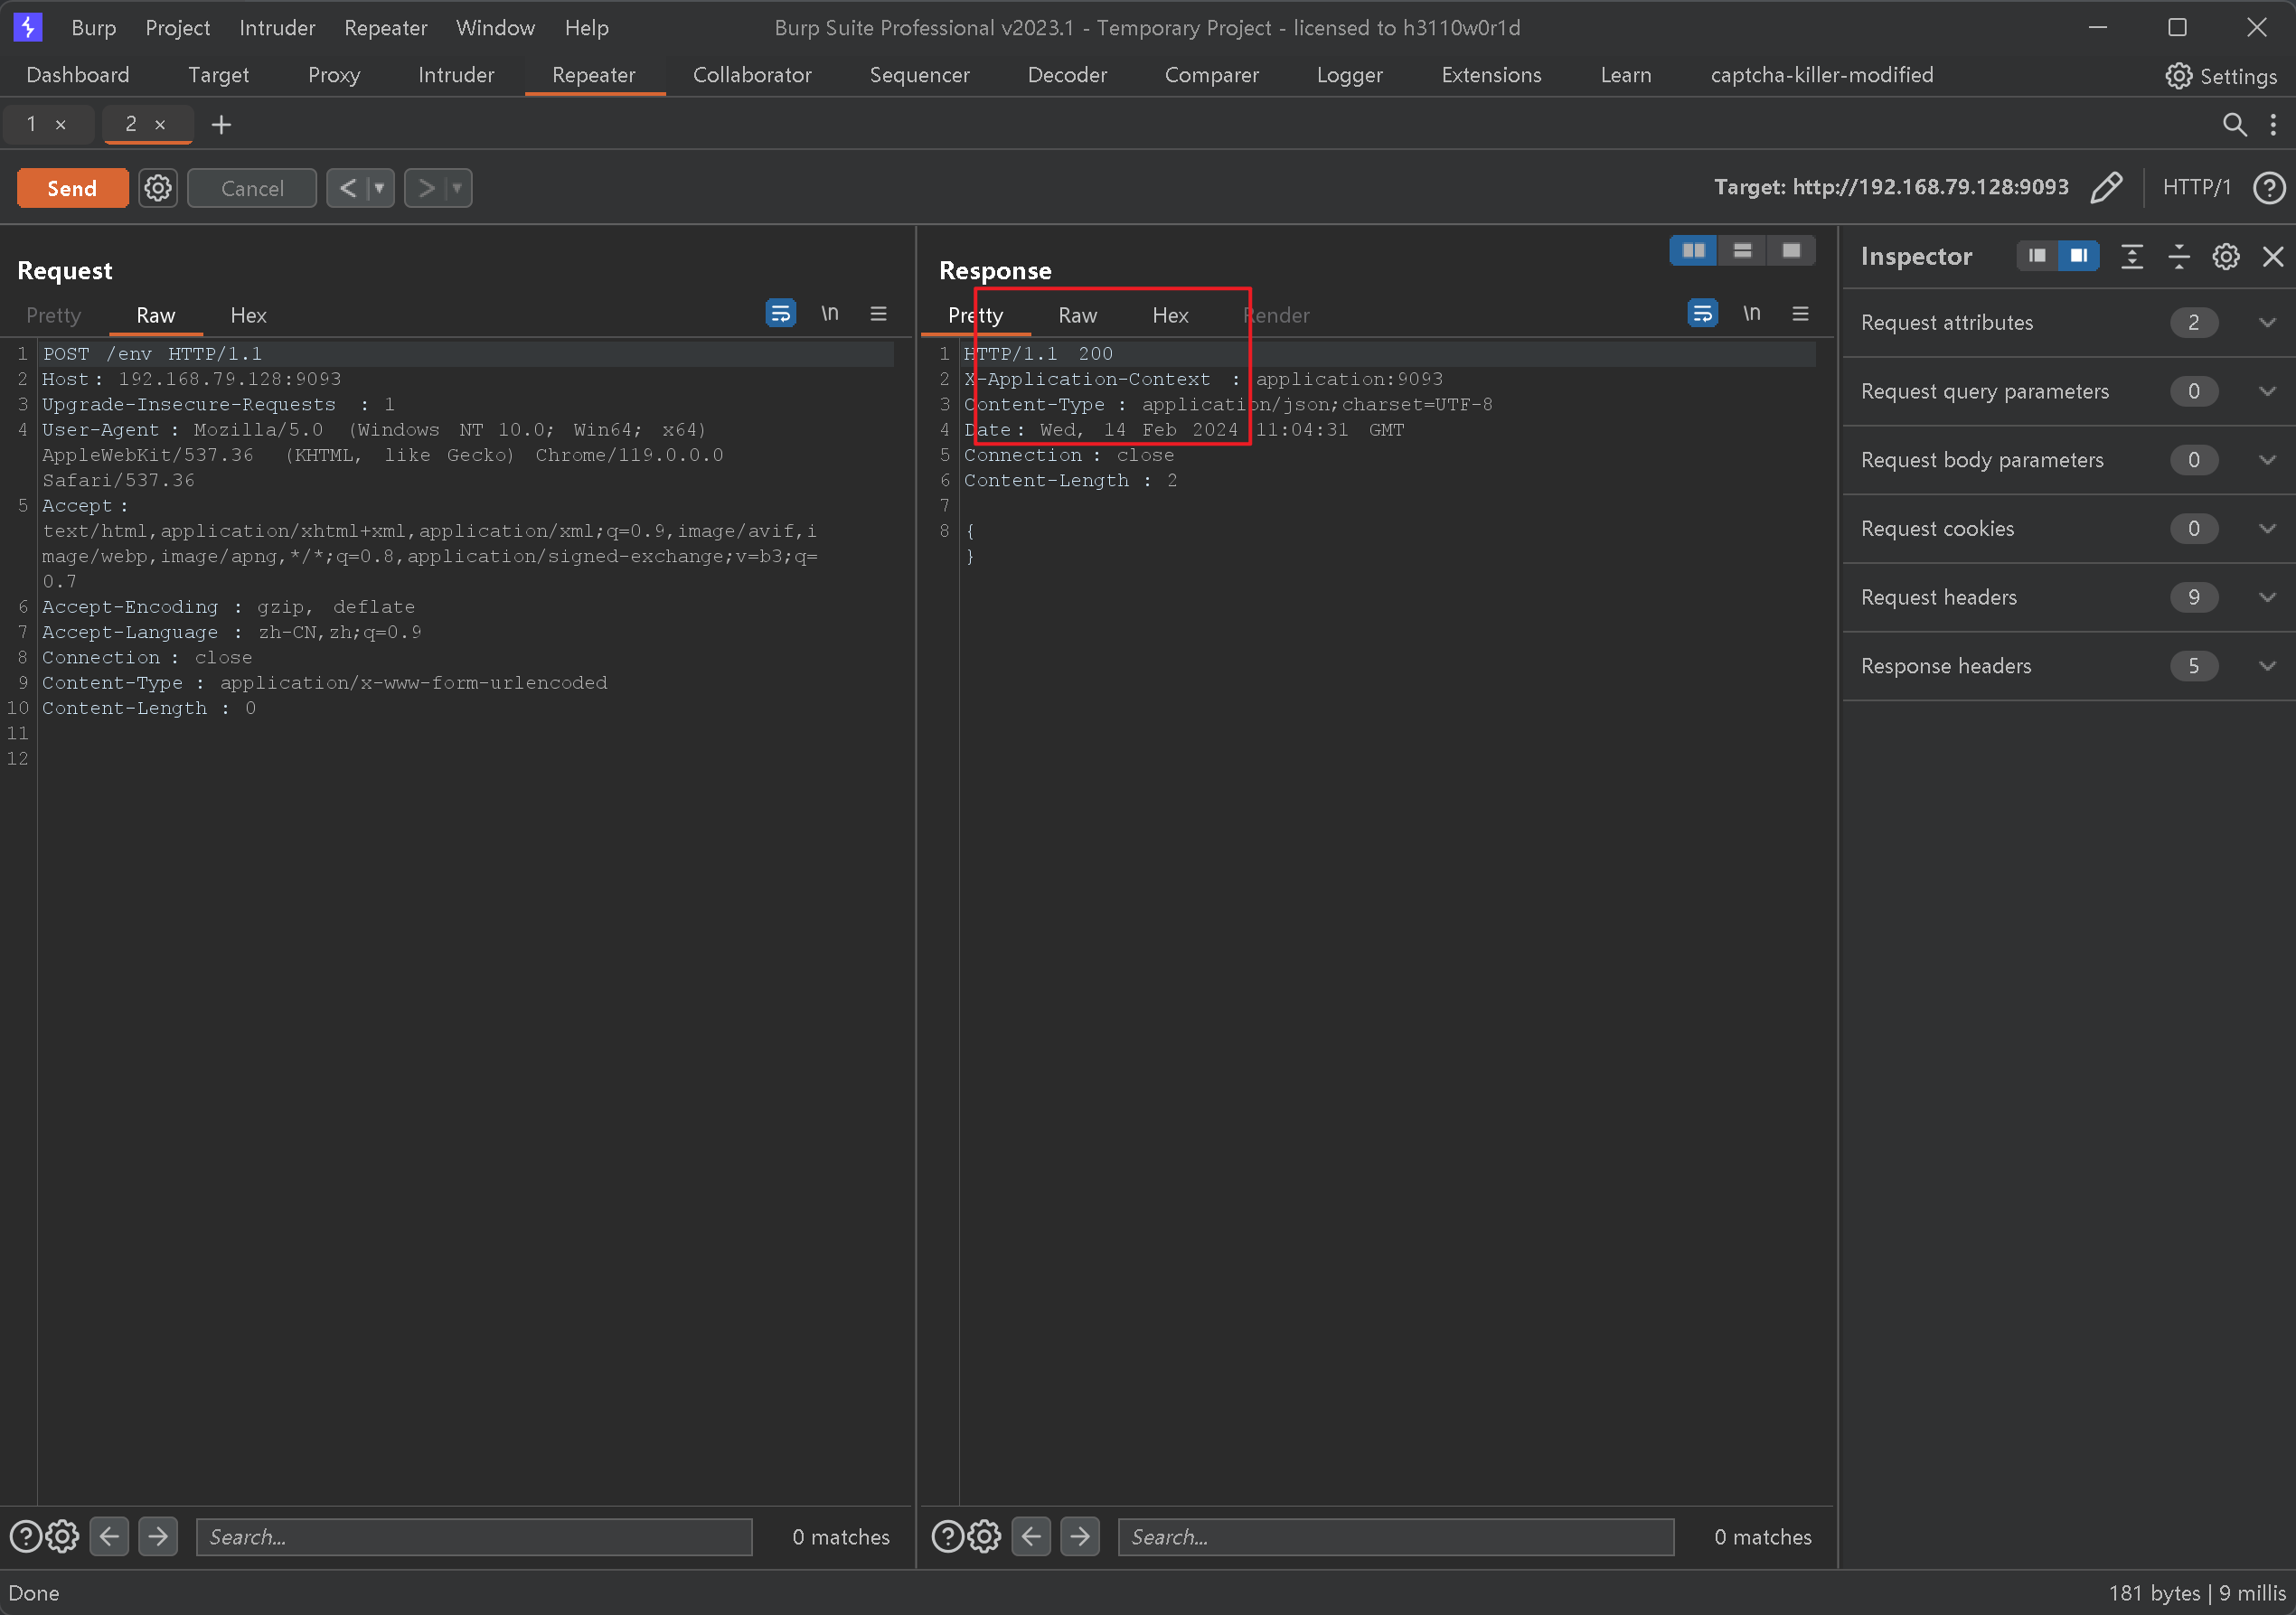 Burp Project Intruder Repeater Window Help Burp Suite Professional v2023.1 - Temporary Project - licensed to h3110w0r1d
Dashboard Target Proxy Intruder Repeater Collaborator Sequencer Decoder Comparer Logger Extensions Learn captcha-killer-modified Settings
1 × 2 × +
Send Cancel < > Target: http://192.168.79.128:9093 HTTP/1 ?
Request
Pretty Raw Hex \n
1 POST /env HTTP/1.1
2 Host: 192.168.79.128:9093
3 Upgrade-Insecure-Requests : 1
4 User-Agent : Mozilla/5.0 (Windows NT 10.0; Win64; x64)
AppleWebKit/537.36 (KHTML, like Gecko) Chrome/119.0.0.0
Safari/537.36
5 Accept :
text/html,application/xhtml+xml,application/xml;q=0.9,image/avif,i
mage/webp,image/apng,*/*;q=0.8,application/signed-exchange;v=b3;q=
0.7
6 Accept-Encoding : gzip, deflate
7 Accept-Language : zh-CN,zh;q=0.9
8 Connection : close
9 Content-Type : application/x-www-form-urlencoded
10 Content-Length : 0
11
12
? Search... 0 matches
Response
Pretty Raw Hex Render \n
1 HTTP/1.1 200
2 X-Application-Context : application:9093
3 Content-Type : application/json;charset=UTF-8
4 Date: Wed, 14 Feb 2024 11:04:31 GMT
5 Connection : close
6 Content-Length : 2
7
8 {
}
? Search... 0 matches
Inspector
Request attributes 2
Request query parameters 0
Request body parameters 0
Request cookies 0
Request headers 9
Response headers 5
Done 181 bytes | 9 millis